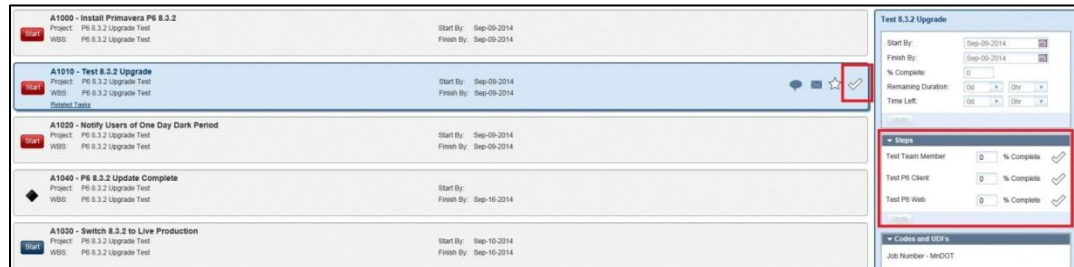 A1000 - Install Primavera P6 8.3.2
Start
Project: P6 8.3.2 Upgrade Test
Start By: Sep-09-2014
WBS: P6 8.3.2 Upgrade Test
Finish By: Sep-09-2014
A1010 - Test 8.3.2 Upgrade
Start
Project: P6 8.3.2 Upgrade Test
Start By: Sep-09-2014
WBS: P6 8.3.2 Upgrade Test
Finish By: Sep-09-2014
Related Tasks
A1020 - Notify Users of One Day Dark Period
Start
Project: P6 8.3.2 Upgrade Test
Start By: Sep-09-2014
WBS: P6 8.3.2 Upgrade Test
Finish By: Sep-09-2014
A1040 - P6 8.3.2 Update Complete
Project: P6 8.3.2 Upgrade Test
Start By:
WBS: P6 8.3.2 Upgrade Test
Finish By: Sep-16-2014
A1030 - Switch 8.3.2 to Live Production
Start
Project: P6 8.3.2 Upgrade Test
Start By: Sep-10-2014
WBS: P6 8.3.2 Upgrade Test
Finish By: Sep-16-2014
Test 8.3.2 Upgrade
Start By: Sep-09-2014
Finish By: Sep-09-2014
% Complete: 0
Remaining Duration: 0d 0hr
Time Left: 0d 0hr
Undo
Steps
Test Team Member 0 % Complete
Test P6 Client 0 % Complete
Test P6 Web 0 % Complete
Undo
Codes and UDFs
Job Number - MnDOT